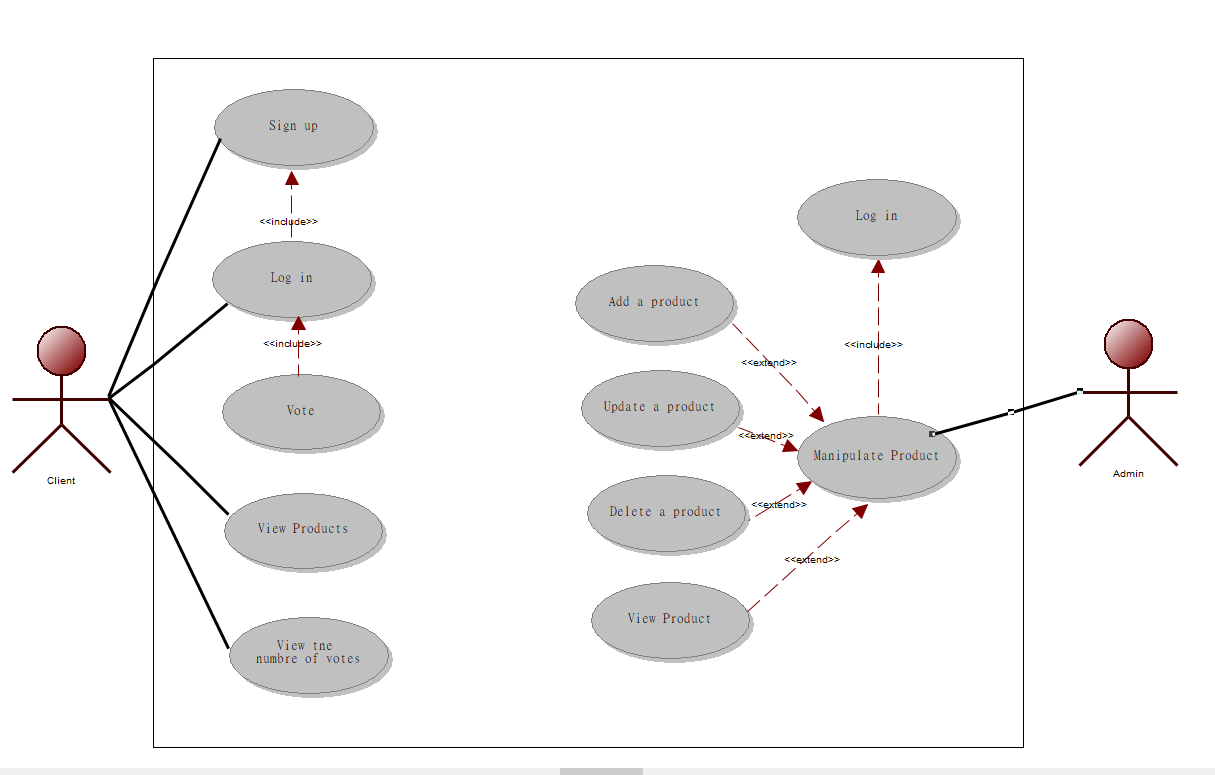 Sign up
<<include>>
Log in
<<include>>
Vote
View Products
View tne
numbre of votes
Client
Log in
Add a product
<<include>>
<<extend>>
Update a product
<<extend>>
Manipulate Product
Delete a product
<<extend>>
<<extend>>
View Product
Admin